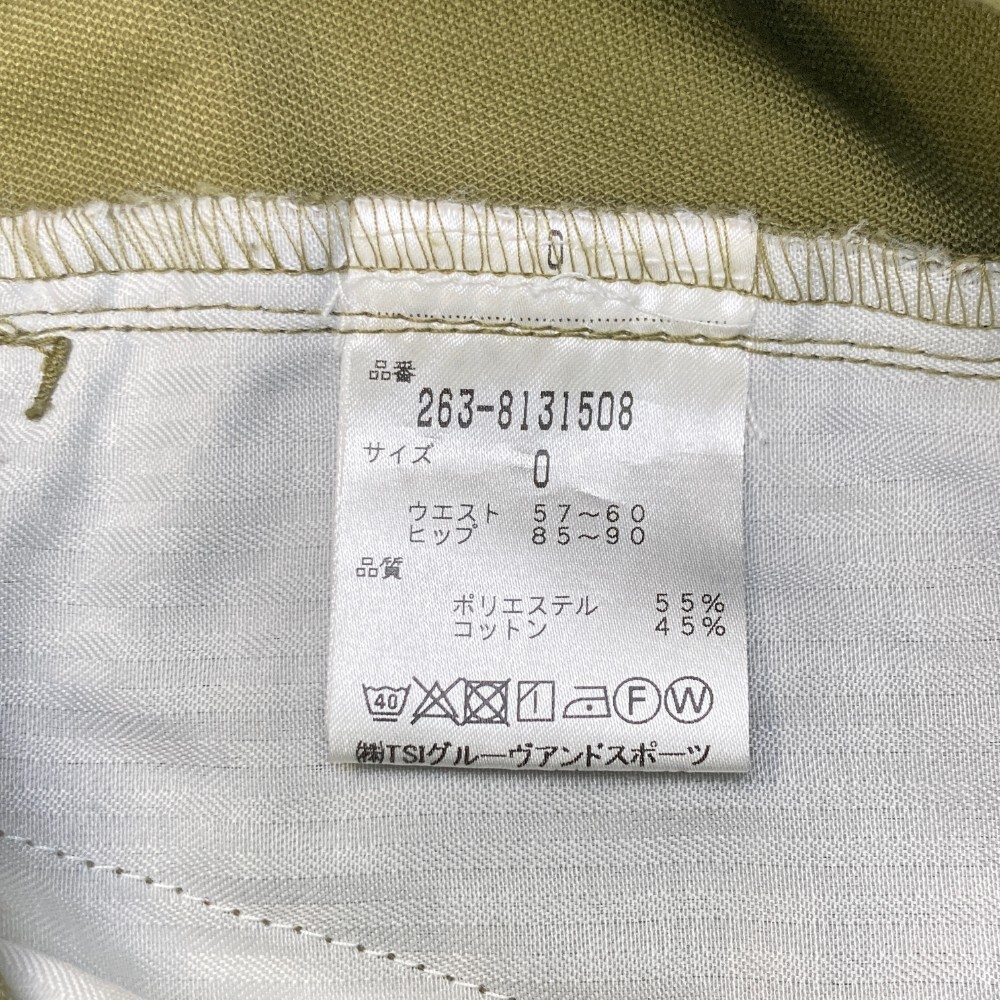 0
品番
263-8131508
サイズ
0
ウエスト 57〜60
ヒップ 85〜90
品質
ポリエステル 55%
コットン 45%
40 F W
㈱TSIグルーヴアンドスポーツ